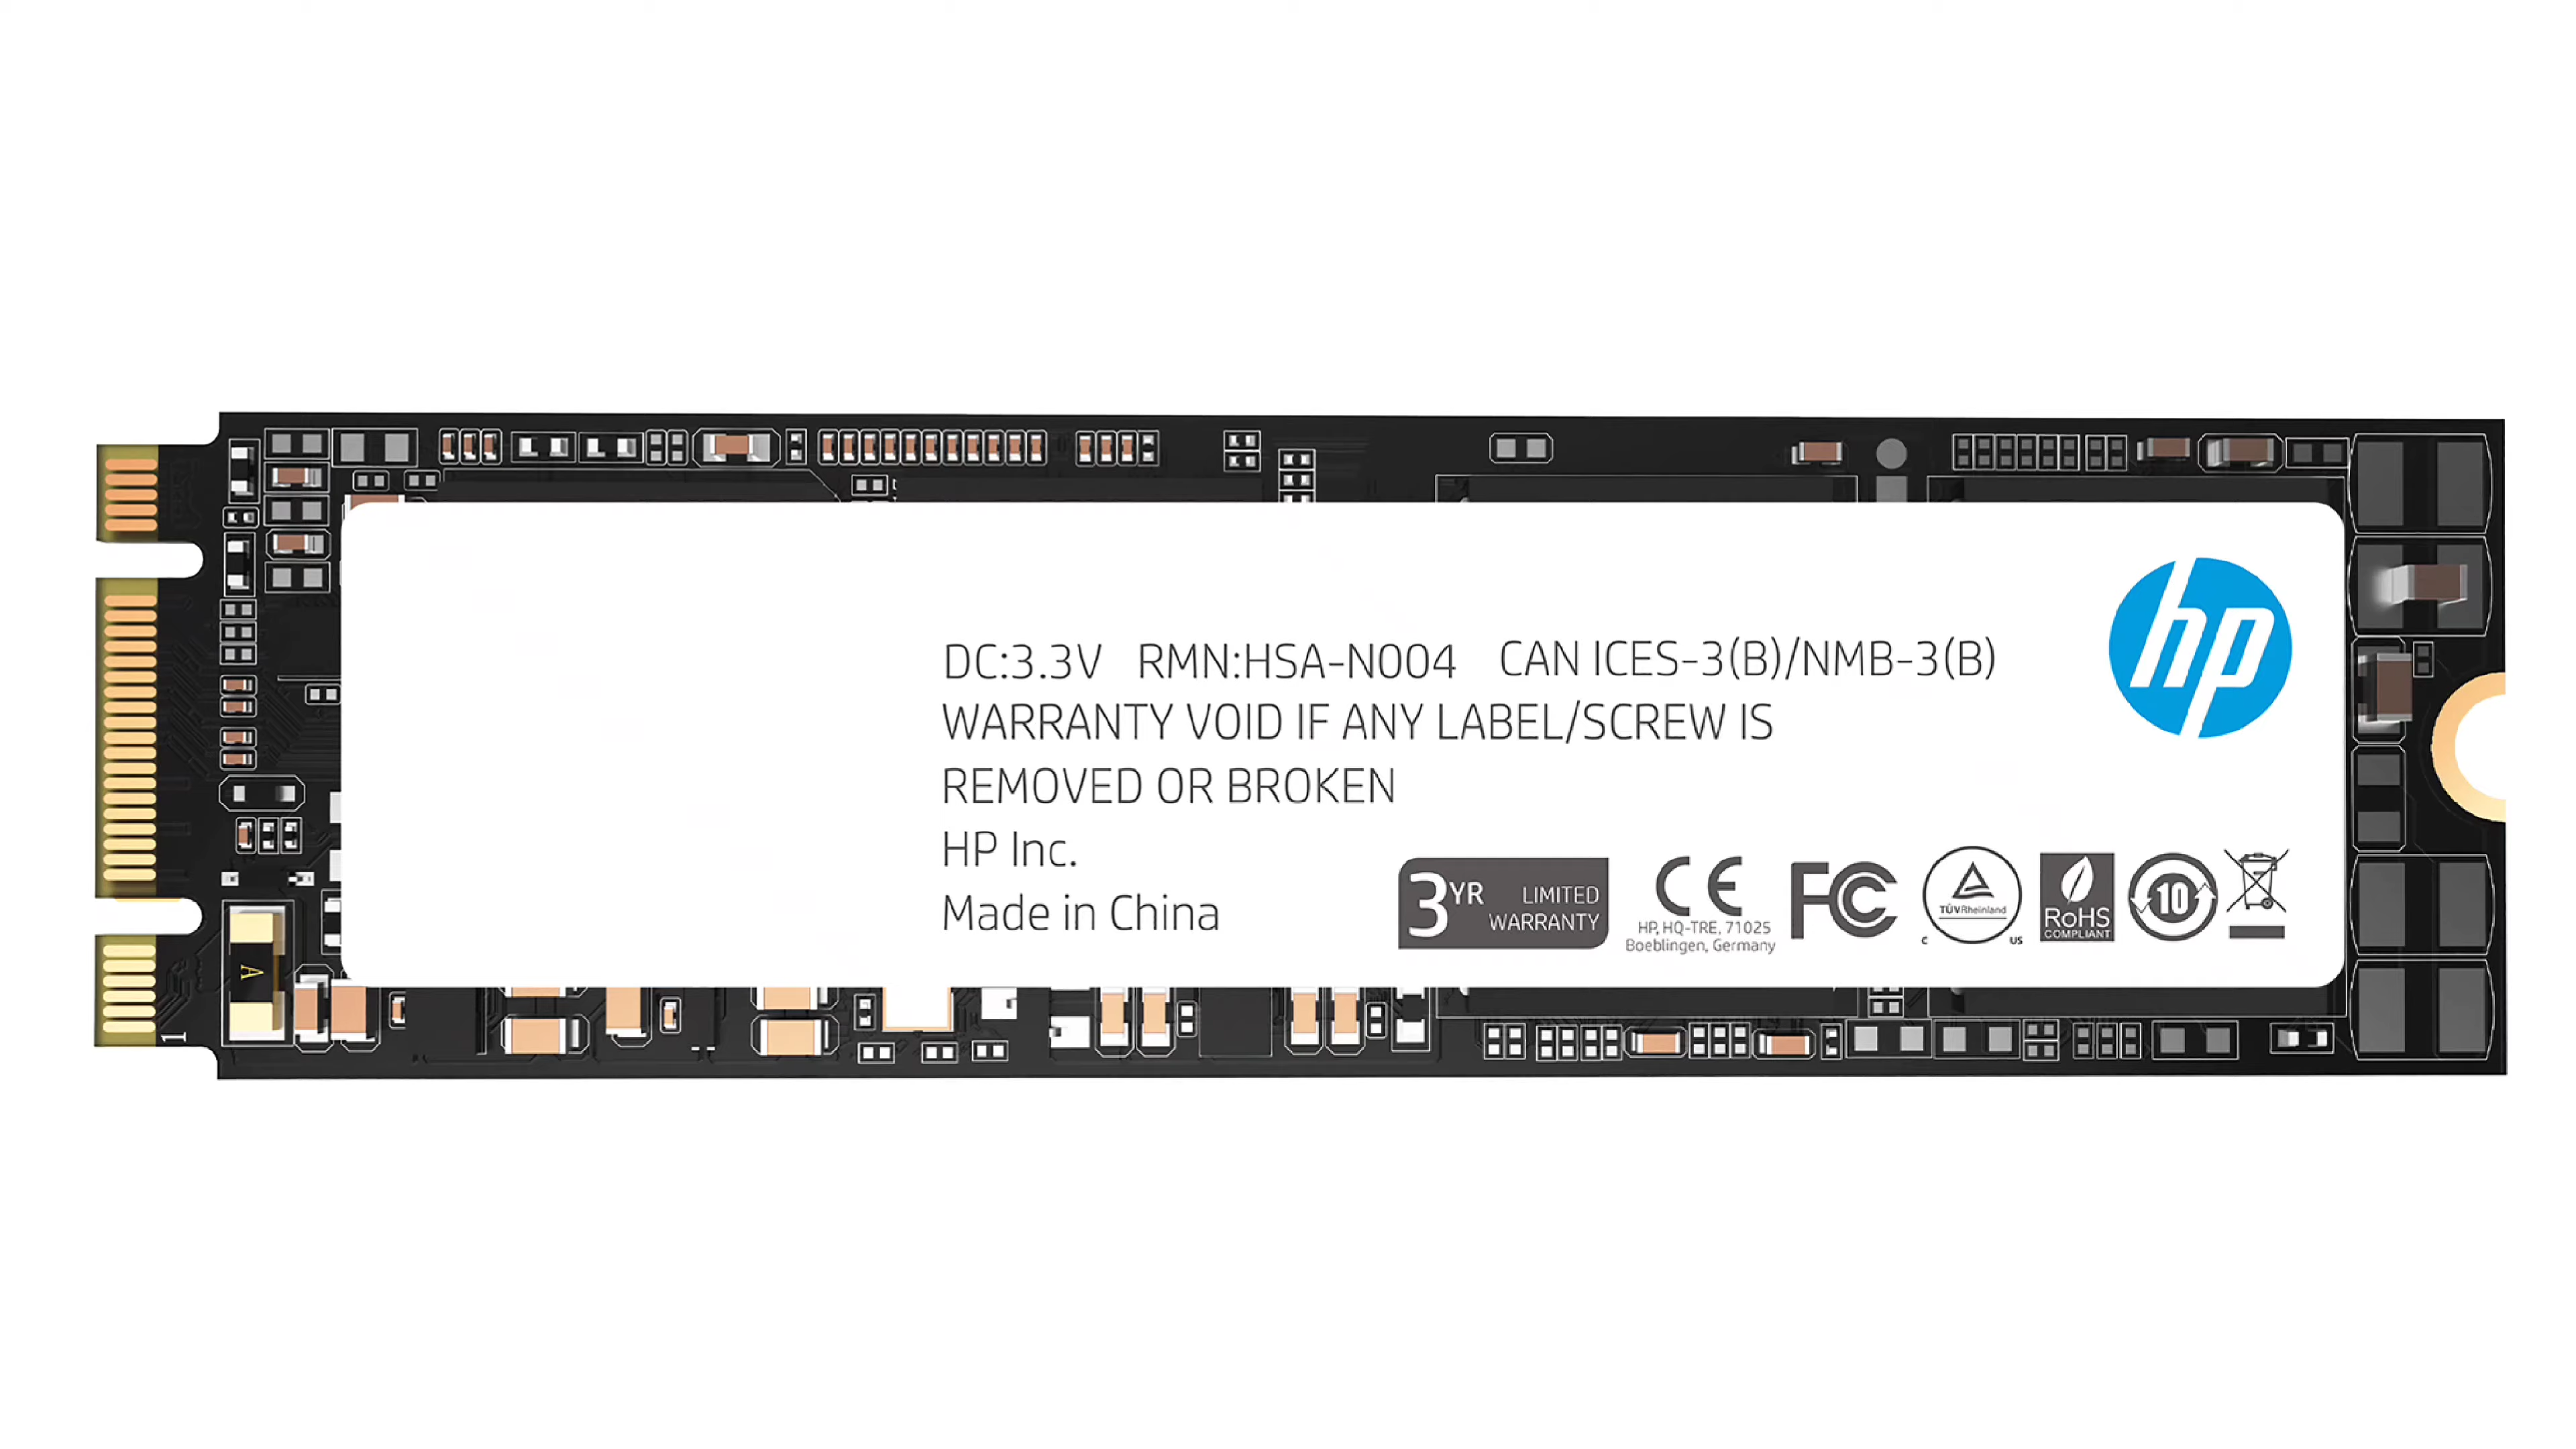 DC:3.3V RMN:HSA-N004 CAN ICES-3(B)/NMB-3(B)
WARRANTY VOID IF ANY LABEL/SCREW IS
REMOVED OR BROKEN
HP Inc.
Made in China
hp
3YR LIMITED
WARRANTY
CE
HP, HQ-TRE, 71025
Boeblingen, Germany
FC
TÜVRheinland
C US
RoHS
COMPLIANT
10
A
1